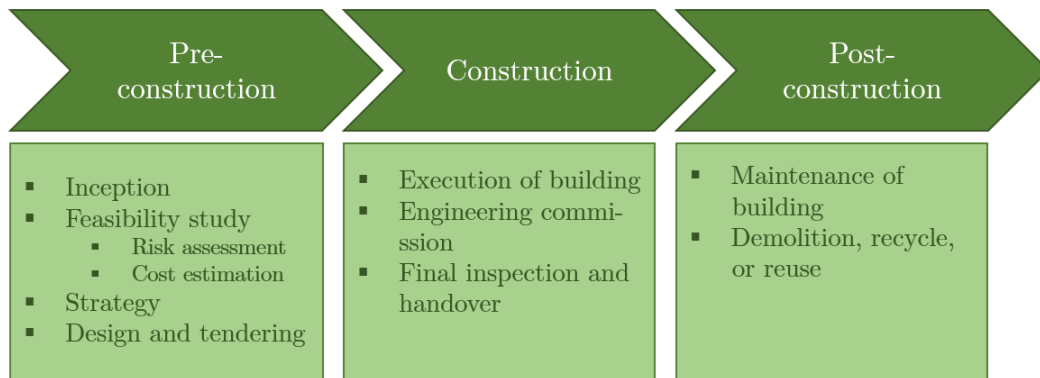 Pre-
construction
Inception
Feasibility study
Risk assessment
Cost estimation
Strategy
Design and tendering
Construction
Execution of building
Engineering commi-
ssion
Final inspection and
handover
Post-
construction
Maintenance of
building
Demolition, recycle,
or reuse